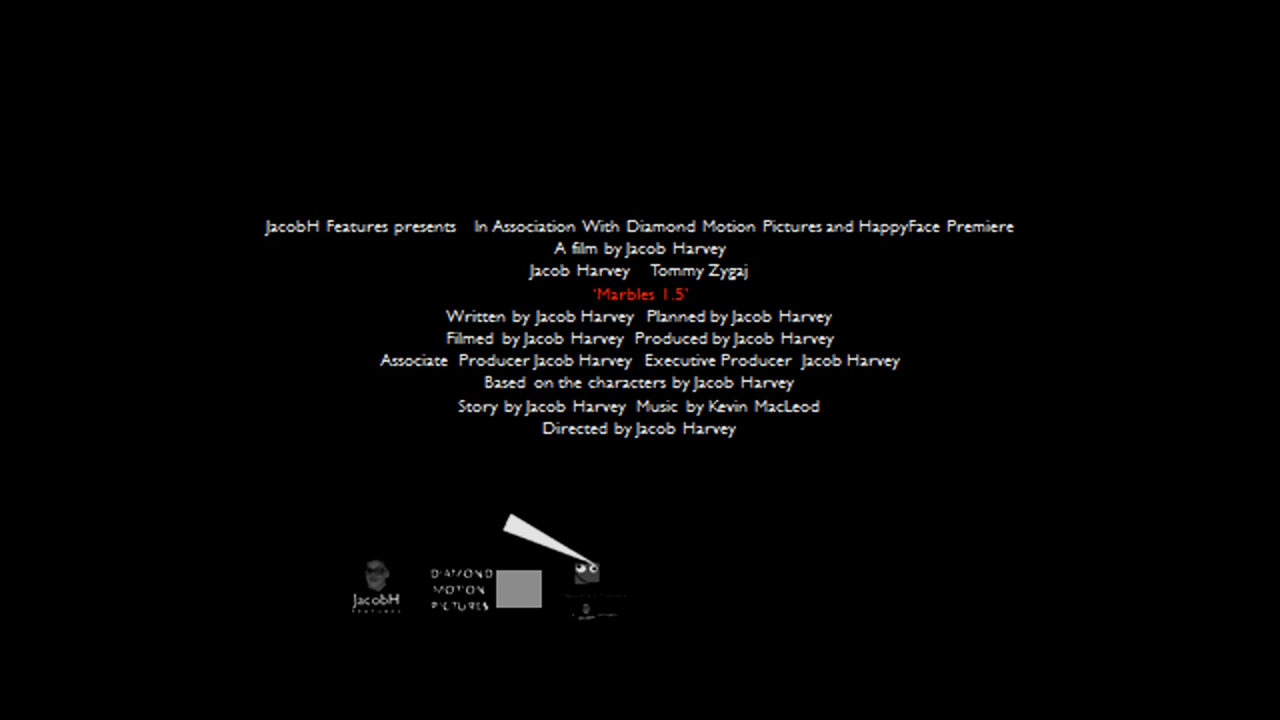 JacobH Features presents In Association With Diamond Motion Pictures and HappyFace Premiere
A film by Jacob Harvey
Jacob Harvey Tommy Zygaj
'Marbles 1.5'
Written by Jacob Harvey Planned by Jacob Harvey
Filmed by Jacob Harvey Produced by Jacob Harvey
Associate Producer Jacob Harvey Executive Producer Jacob Harvey
Based on the characters by Jacob Harvey
Story by Jacob Harvey Music by Kevin MacLeod
Directed by Jacob Harvey
JacobH
FEATURES
DIAMOND
MOTION
PICTURES